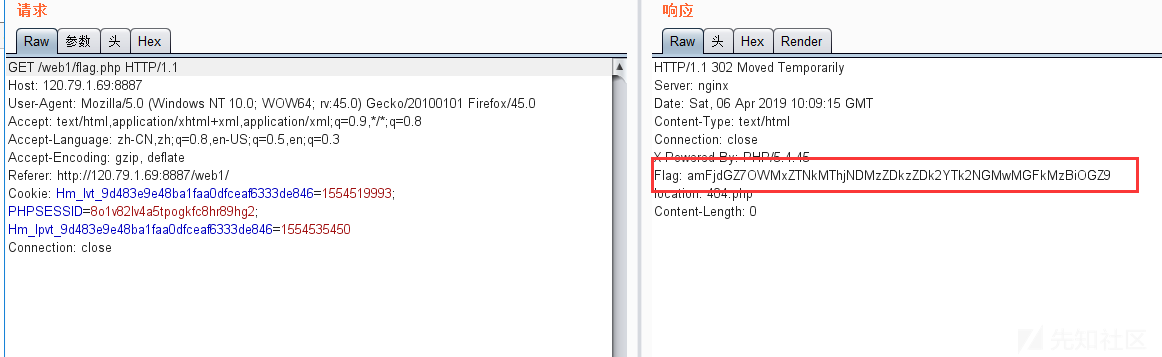 请求
Raw 参数 头 Hex
GET /web1/flag.php HTTP/1.1
Host: 120.79.1.69:8887
User-Agent: Mozilla/5.0 (Windows NT 10.0; WOW64; rv:45.0) Gecko/20100101 Firefox/45.0
Accept: text/html,application/xhtml+xml,application/xml;q=0.9,*/*;q=0.8
Accept-Language: zh-CN,zh;q=0.8,en-US;q=0.5,en;q=0.3
Accept-Encoding: gzip, deflate
Referer: http://120.79.1.69:8887/web1/
Cookie: Hm_lvt_9d483e9e48ba1faa0dfceaf6333de846=1554519993;
PHPSESSID=8o1v82lv4a5tpogkfc8hr89hg2;
Hm_lpvt_9d483e9e48ba1faa0dfceaf6333de846=1554535450
Connection: close
响应
Raw 头 Hex Render
HTTP/1.1 302 Moved Temporarily
Server: nginx
Date: Sat, 06 Apr 2019 10:09:15 GMT
Content-Type: text/html
Connection: close
X-Powered-By: PHP/5.4.45
Flag: amFjdGZ7OWMxZTNkMThjNDMzZDkzZDk2YTk2NGMwMGFkMzBiOGZ9
location: 404.php
Content-Length: 0
先知社区